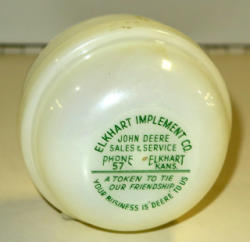 ELKHART IMPLEMENT CO.
JOHN DEERE
SALES & SERVICE
PHONE ELKHART
57 KANS.
A TOKEN TO TIE
OUR FRIENDSHIP
YOUR BUSINESS IS DEERE TO US